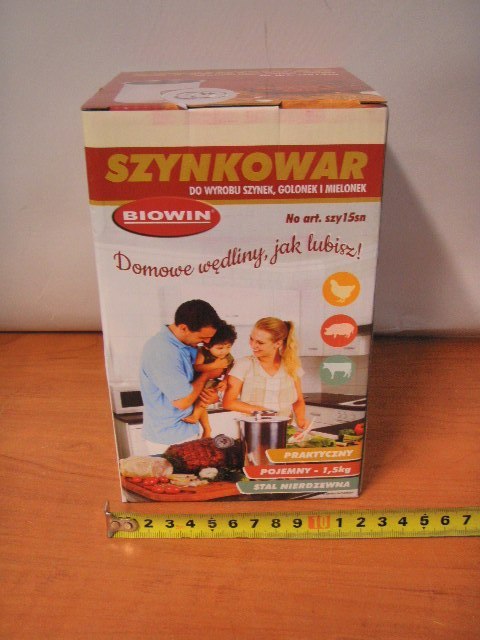 SZYNKOWAR
DO WYROBU SZYNEK, GOLONEK I MIELONEK
BIOWIN®
No art. szy15sn
Domowe wędliny, jak lubisz!
PRAKTYCZNY
POJEMNY - 1,5kg
STAL NIERDZEWNA
2 3 4 5 6 7 8 9 10 1 2 3 4 5 6 7